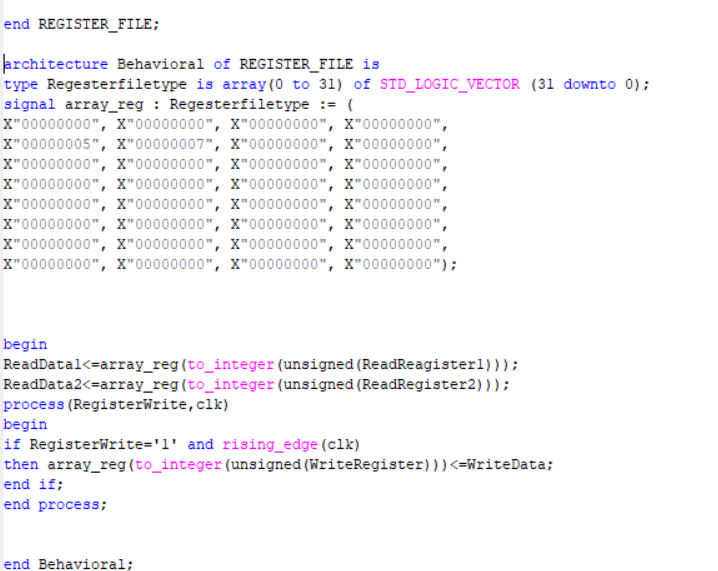 end REGISTER_FILE;
architecture Behavioral of REGISTER_FILE is
type Regesterfiletype is array(0 to 31) of STD_LOGIC_VECTOR (31 downto 0);
signal array_reg : Regesterfiletype := (
X"00000000", X"00000000", X"00000000", X"00000000",
X"00000005", X"00000007", X"00000000", X"00000000",
X"00000000", X"00000000", X"00000000", X"00000000",
X"00000000", X"00000000", X"00000000", X"00000000",
X"00000000", X"00000000", X"00000000", X"00000000",
X"00000000", X"00000000", X"00000000", X"00000000",
X"00000000", X"00000000", X"00000000", X"00000000",
X"00000000", X"00000000", X"00000000", X"00000000");
begin
ReadData1<=array_reg(to_integer(unsigned(ReadReagister1)));
ReadData2<=array_reg(to_integer(unsigned(ReadRegister2)));
process(RegisterWrite,clk)
begin
if RegisterWrite='1' and rising_edge(clk)
then array_reg(to_integer(unsigned(WriteRegister)))<=WriteData;
end if;
end process;
end Behavioral;